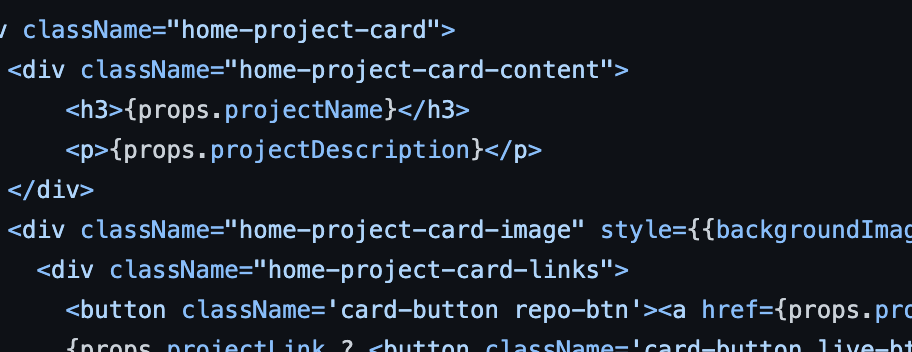 className="home-project-card">
<div className="home-project-card-content">
<h3>{props.projectName}</h3>
<p>{props.projectDescription}</p>
</div>
<div className="home-project-card-image" style={{backgroundImag
<div className="home-project-card-links">
<button className='card-button repo-btn'><a href={props.pro
{props.projectLink ? <button className='card-button live-bt